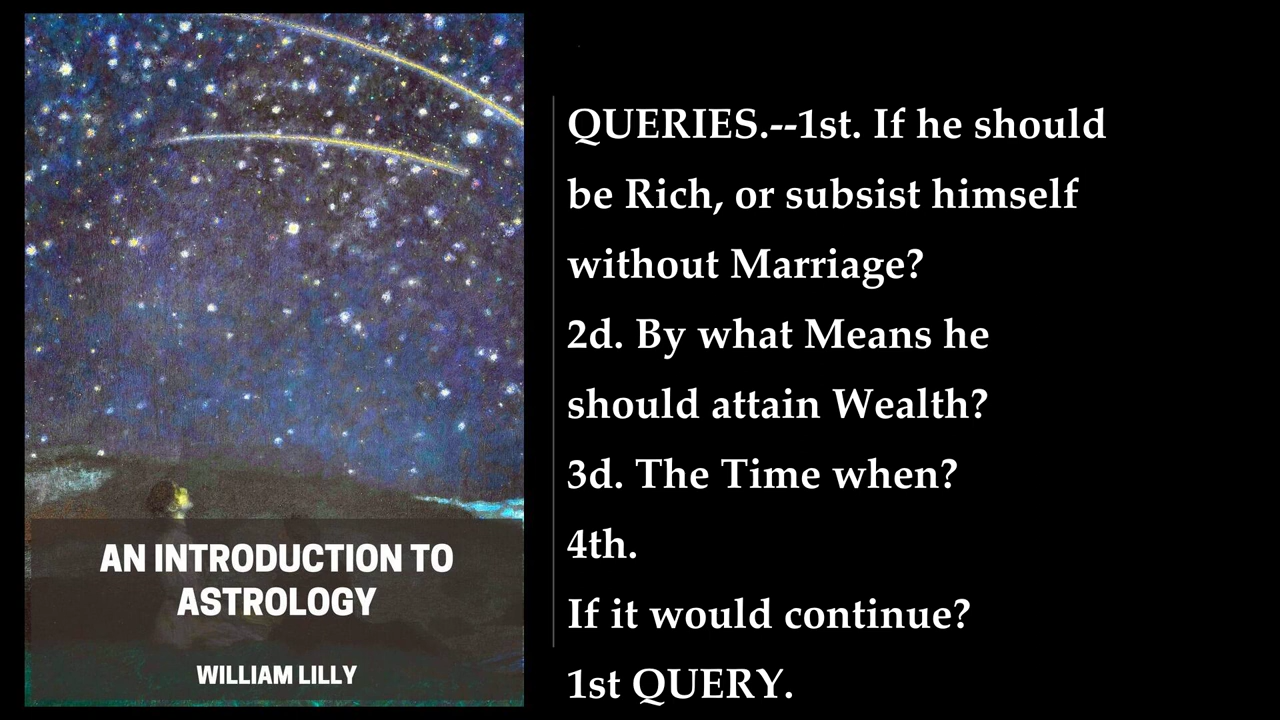 AN INTRODUCTION TO
ASTROLOGY
WILLIAM LILLY
QUERIES.--1st. If he should
be Rich, or subsist himself
without Marriage?
2d. By what Means he
should attain Wealth?
3d. The Time when?
4th.
If it would continue?
1st QUERY.